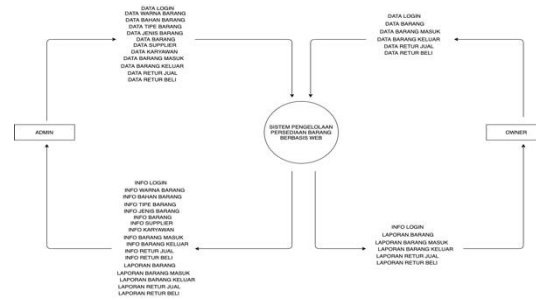 DATA LOGIN
DATA WARNA BARANG
DATA BAHAN BARANG
DATA TIPE BARANG
DATA JENIS BARANG
DATA BARANG
DATA SUPPLIER
DATA KARYAWAN
DATA BARANG MASUK
DATA BARANG KELUAR
DATA RETUR JUAL
DATA RETUR BELI
DATA LOGIN
DATA BARANG
DATA BARANG MASUK
DATA BARANG KELUAR
DATA RETUR JUAL
DATA RETUR BELI
ADMIN
SISTEM PENGELOLAAN
PERSEDIAAN BARANG
BERBASIS WEB
OWNER
INFO LOGIN
INFO WARNA BARANG
INFO BAHAN BARANG
INFO TIPE BARANG
INFO JENIS BARANG
INFO BARANG
INFO SUPPLIER
INFO KARYAWAN
INFO BARANG MASUK
INFO BARANG KELUAR
INFO RETUR JUAL
INFO RETUR BELI
LAPORAN BARANG
LAPORAN BARANG MASUK
LAPORAN BARANG KELUAR
LAPORAN RETUR JUAL
LAPORAN RETUR BELI
INFO LOGIN
LAPORAN BARANG
LAPORAN BARANG MASUK
LAPORAN BARANG KELUAR
LAPORAN RETUR JUAL
LAPORAN RETUR BELI